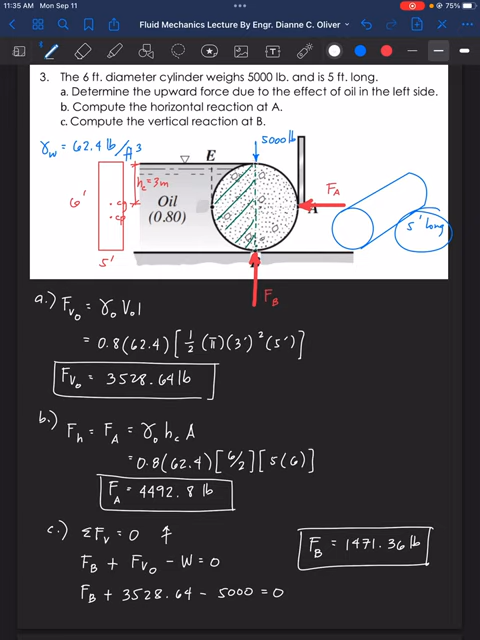 11:35 AM Mon Sep 11
75%
Fluid Mechanics Lecture By Engr. Dianne C. Oliver
3. The 6 ft. diameter cylinder weighs 5000 lb. and is 5 ft. long.
a. Determine the upward force due to the effect of oil in the left side.
b. Compute the horizontal reaction at A.
c. Compute the vertical reaction at B.
γw = 62.4 lb/ft3
5000 lb
E
hc = 3m
6'
cg
cp
Oil
(0.80)
FA
A
5' long
5'
FB
a.) Fvo = γo Vol
= 0.8(62.4) [ 1/2 (π)(3')² (5') ]
Fvo = 3528.64 lb
b.) Fh = FA = γo hc A
= 0.8(62.4) [6/2] [5(6)]
FA = 4492.8 lb
c.) ΣFv = 0 ↑
FB + Fvo - W = 0
FB + 3528.64 - 5000 = 0
FB = 1471.36 lb